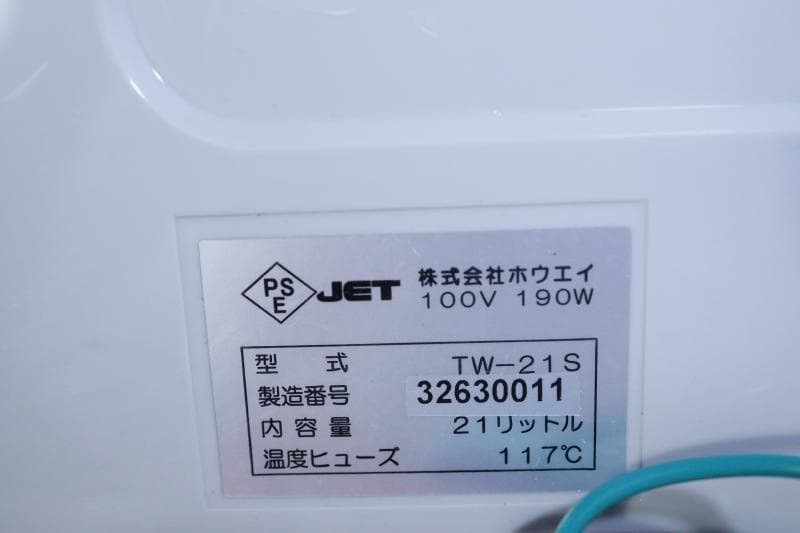 PSE JET 株式会社ホウエイ
100V 190W
型 式 TW-21S
製造番号 32630011
内容量 21リットル
温度ヒューズ 117℃